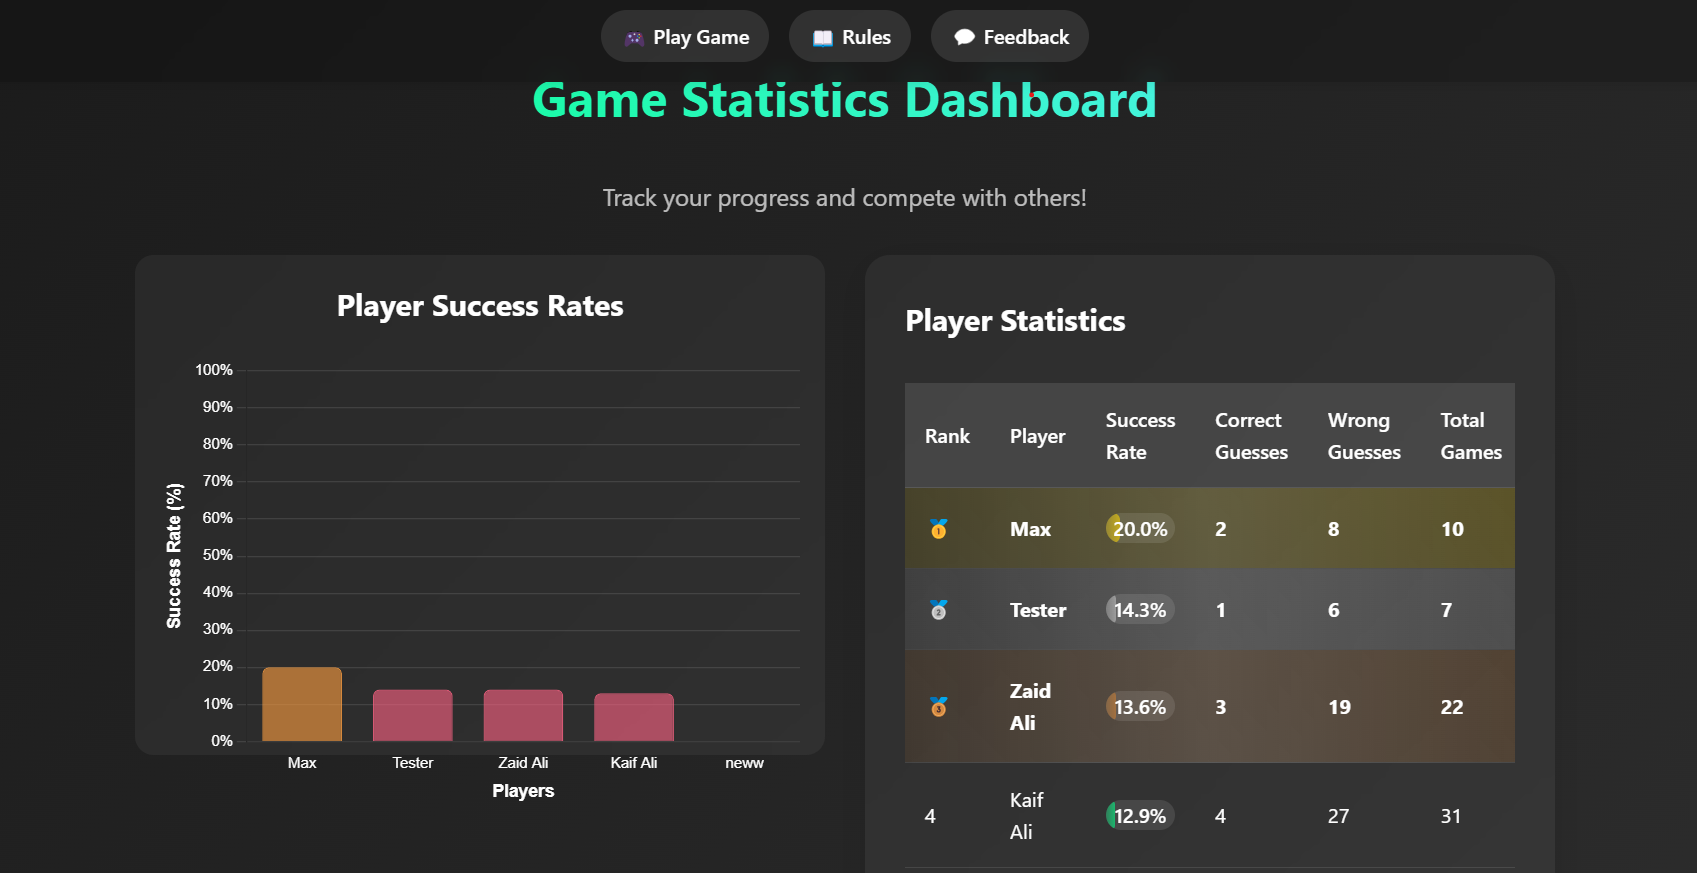 Play Game
Rules
Feedback
Game Statistics Dashboard
Track your progress and compete with others!
Player Success Rates
100%
90%
80%
70%
60%
50%
40%
30%
20%
10%
0%
Success Rate (%)
Max
Tester
Zaid Ali
Kaif Ali
neww
Players
Player Statistics
Rank
Player
Success
Rate
Correct
Guesses
Wrong
Guesses
Total
Games
1
Max
20.0%
2
8
10
2
Tester
14.3%
1
6
7
3
Zaid
Ali
13.6%
3
19
22
4
Kaif
Ali
12.9%
4
27
31